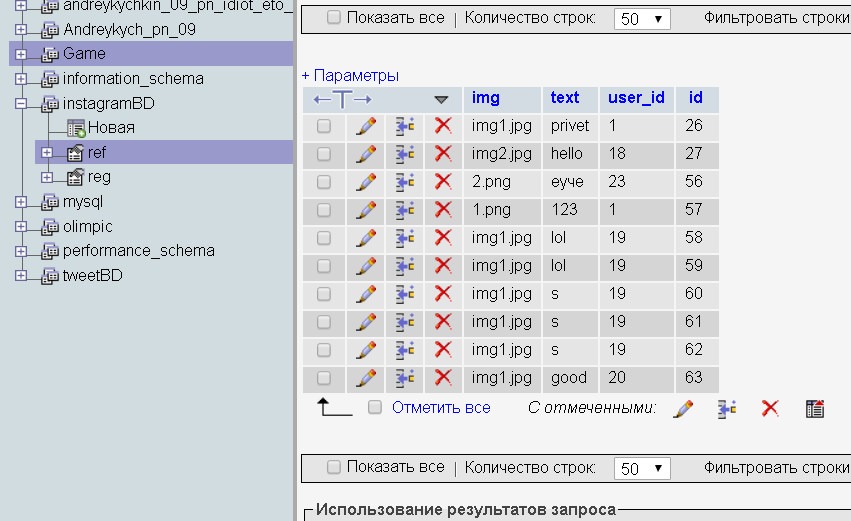 andreykychkin_09_pn_idiot_eto_
Andreykych_pn_09
Game
information_schema
instagramBD
Новая
ref
reg
mysql
olimpic
performance_schema
tweetBD
Показать все | Количество строк: 50 Фильтровать строки
+ Параметры
img text user_id id
img1.jpg privet 1 26
img2.jpg hello 18 27
2.png еуче 23 56
1.png 123 1 57
img1.jpg lol 19 58
img1.jpg lol 19 59
img1.jpg s 19 60
img1.jpg s 19 61
img1.jpg s 19 62
img1.jpg good 20 63
Отметить все С отмеченными:
Показать все | Количество строк: 50 Фильтровать строки
Использование результатов запроса